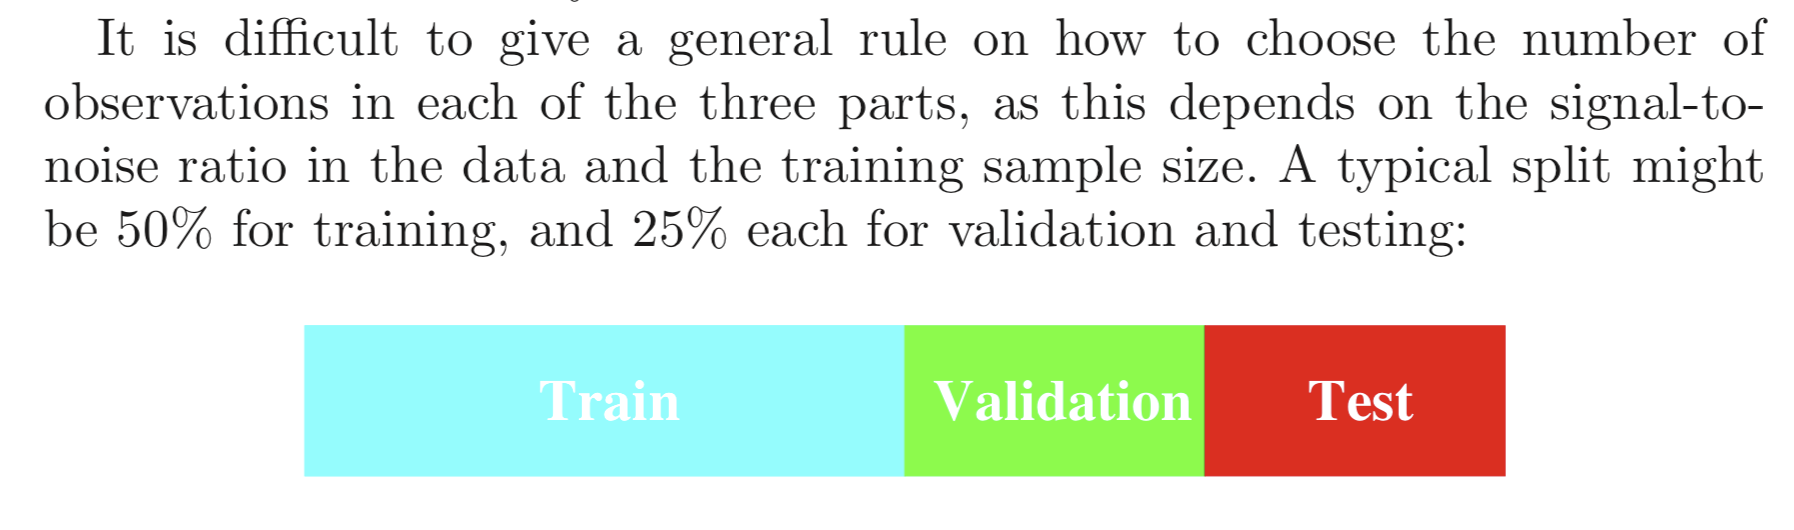 It is difficult to give a general rule on how to choose the number of
observations in each of the three parts, as this depends on the signal-to-
noise ratio in the data and the training sample size. A typical split might
be 50% for training, and 25% each for validation and testing:
Train Validation Test